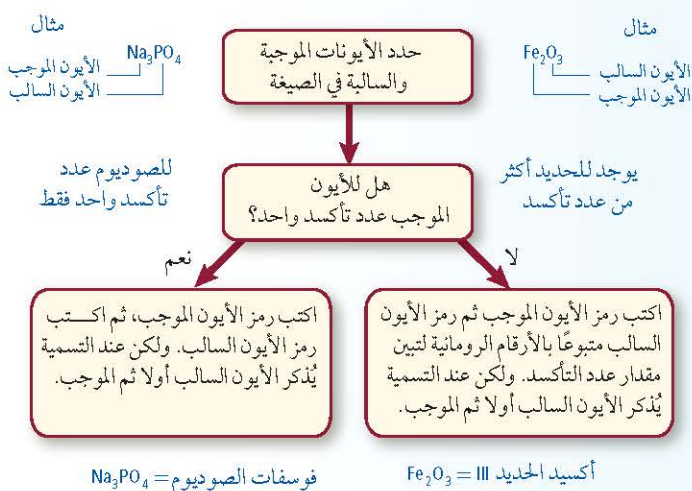 مثال
Fe₂O₃
الأيون السالب
الأيون الموجب
حدد الأيونات الموجبة
والسالبة في الصيغة
مثال
Na₃PO₄
الأيون الموجب
الأيون السالب
يوجد للحديد أكثر
من عدد تأكسد
هل للأيون
الموجب عدد تأكسد واحد؟
للصوديوم عدد
تأكسد واحد فقط
لا
نعم
اكتب رمز الأيون الموجب ثم رمز الأيون
السالب متبوعًا بالأرقام الرومانية لتبين
مقدار عدد التأكسد. ولكن عند التسمية
يُذكر الأيون السالب أولا ثم الموجب.
اكتب رمز الأيون الموجب، ثم اكـــتب
رمز الأيون السالب. ولكن عند التسمية
يُذكر الأيون السالب أولا ثم الموجب.
أكسيد الحديد Fe₂O₃ = III
فوسفات الصوديوم = Na₃PO₄